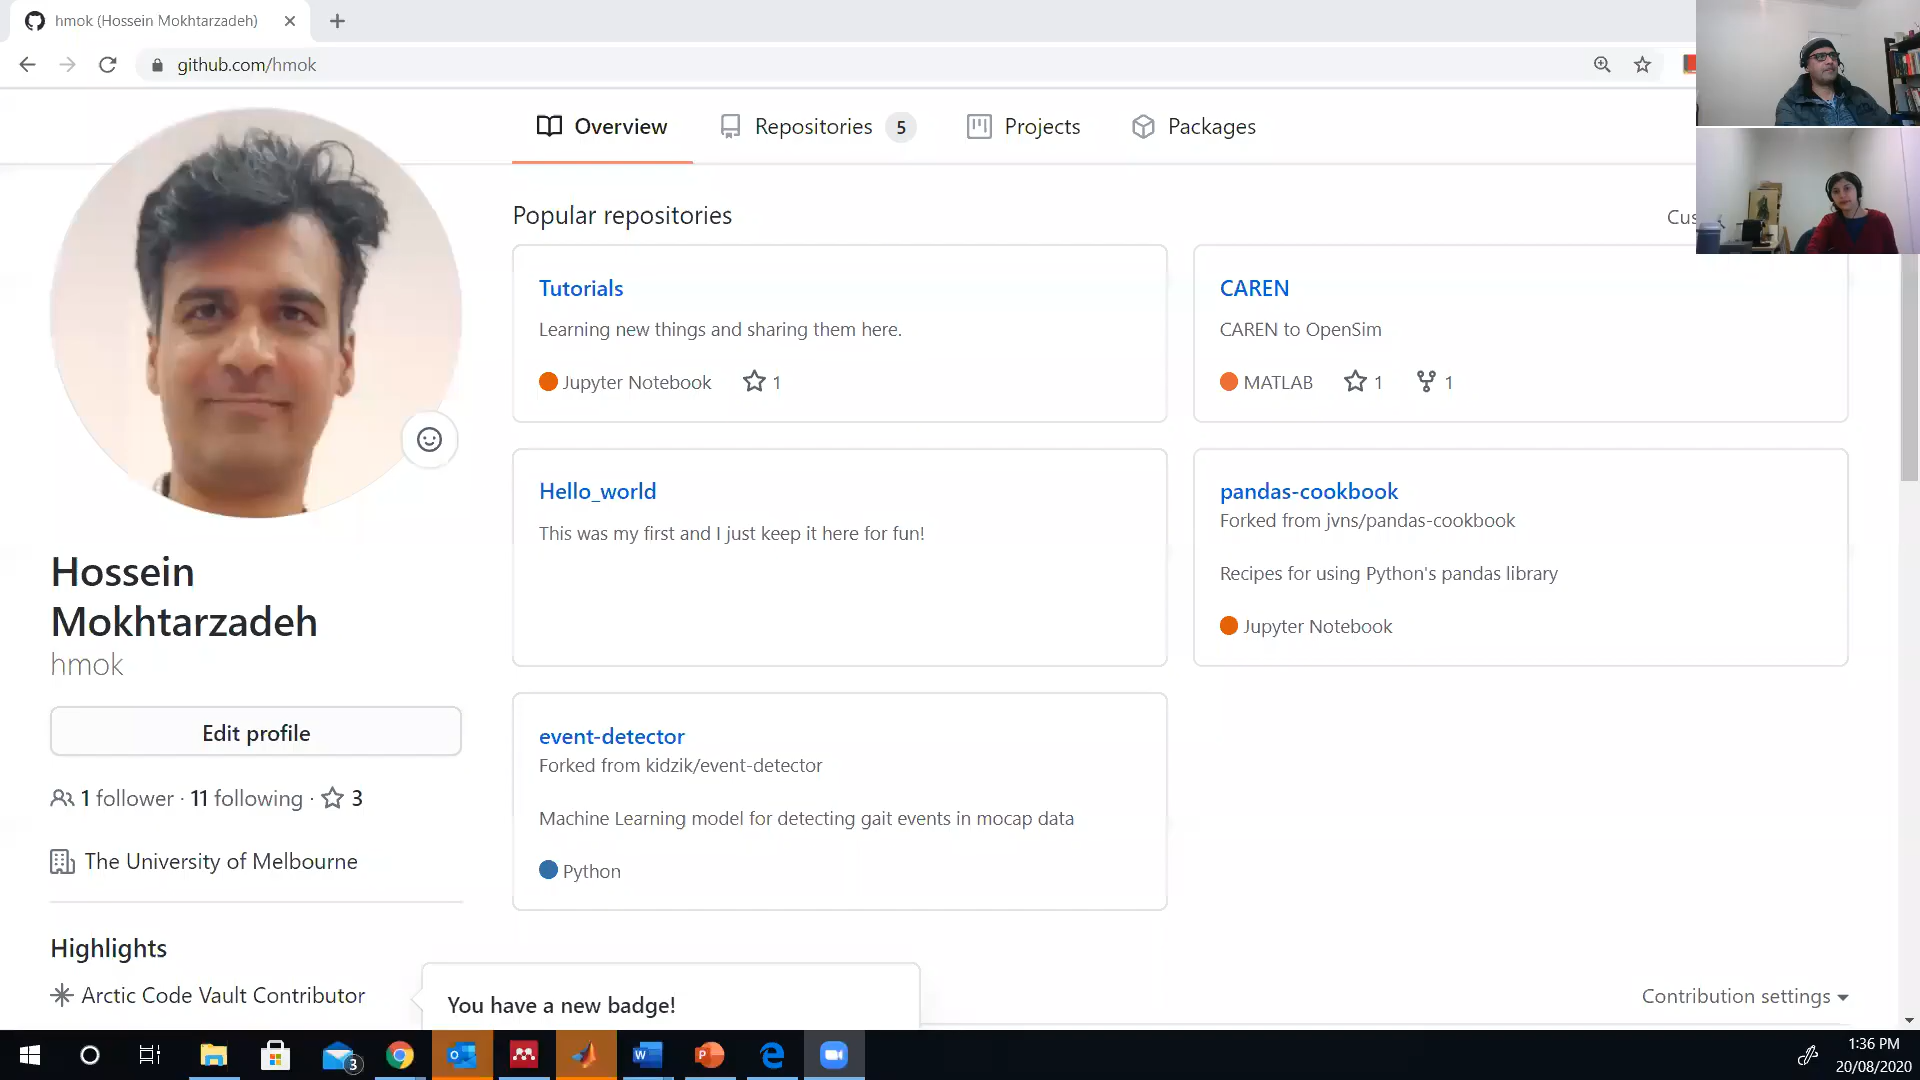 hmok (Hossein Mokhtarzadeh)
github.com/hmok
Overview
Repositories 5
Projects
Packages
Popular repositories
Cus
Tutorials
Learning new things and sharing them here.
Jupyter Notebook 1
CAREN
CAREN to OpenSim
MATLAB 1 1
Hello_world
This was my first and I just keep it here for fun!
pandas-cookbook
Forked from jvns/pandas-cookbook
Recipes for using Python's pandas library
Jupyter Notebook
event-detector
Forked from kidzik/event-detector
Machine Learning model for detecting gait events in mocap data
Python
Hossein
Mokhtarzadeh
hmok
Edit profile
1 follower · 11 following · 3
The University of Melbourne
Highlights
Arctic Code Vault Contributor
You have a new badge!
Contribution settings
3
1:36 PM
20/08/2020